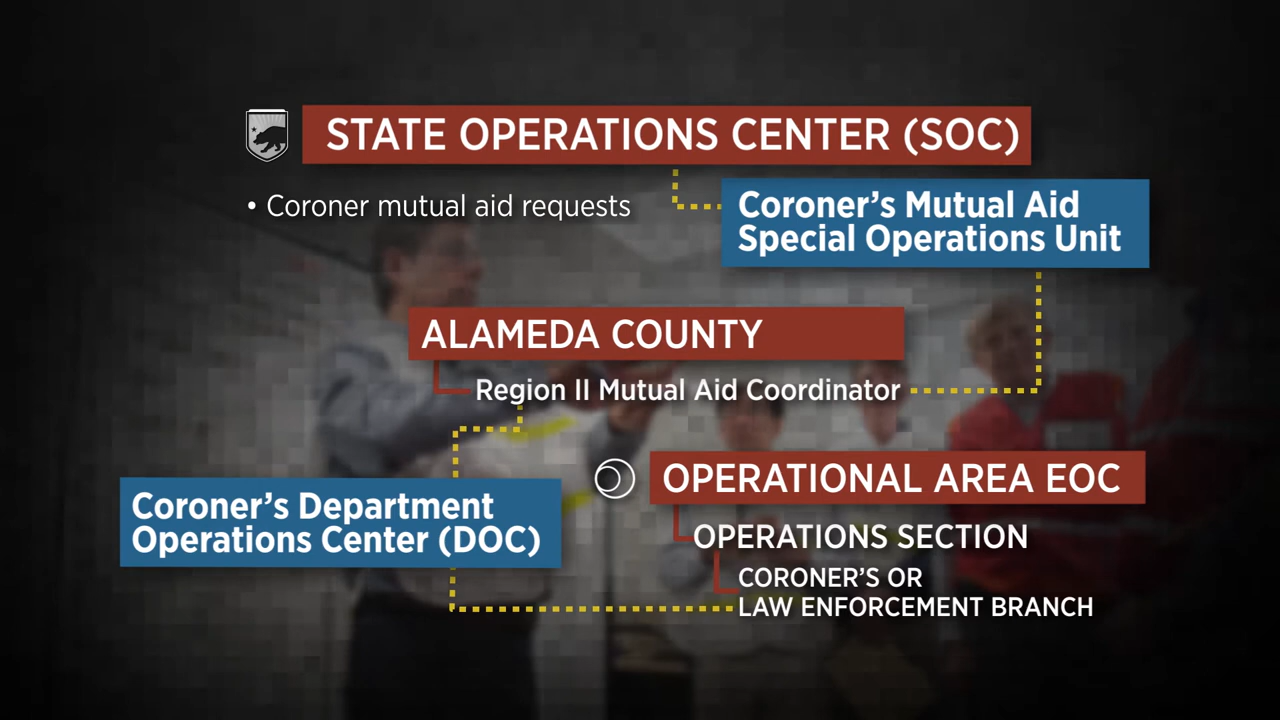 STATE OPERATIONS CENTER (SOC)
• Coroner mutual aid requests
Coroner’s Mutual Aid
Special Operations Unit
ALAMEDA COUNTY
Region II Mutual Aid Coordinator
Coroner’s Department
Operations Center (DOC)
OPERATIONAL AREA EOC
OPERATIONS SECTION
CORONER’S OR
LAW ENFORCEMENT BRANCH